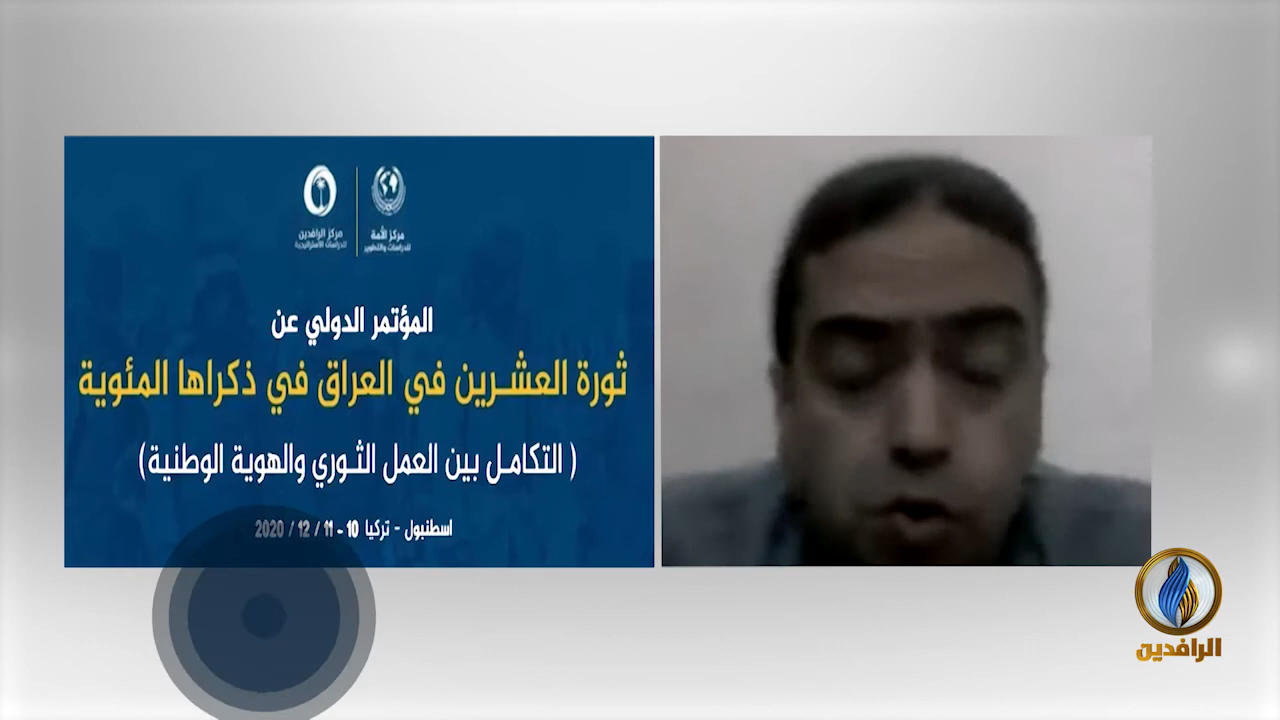 مركز الرافدين
للدراسات الاستراتيجية
مركز الأمة
للدراسات والتطوير
المؤتمر الدولي عن
ثورة العشرين في العراق في ذكراها المئوية
( التكامل بين العمل الثوري والهوية الوطنية)
اسطنبول - تركيا 10 - 11 / 12 / 2020
الرافدين